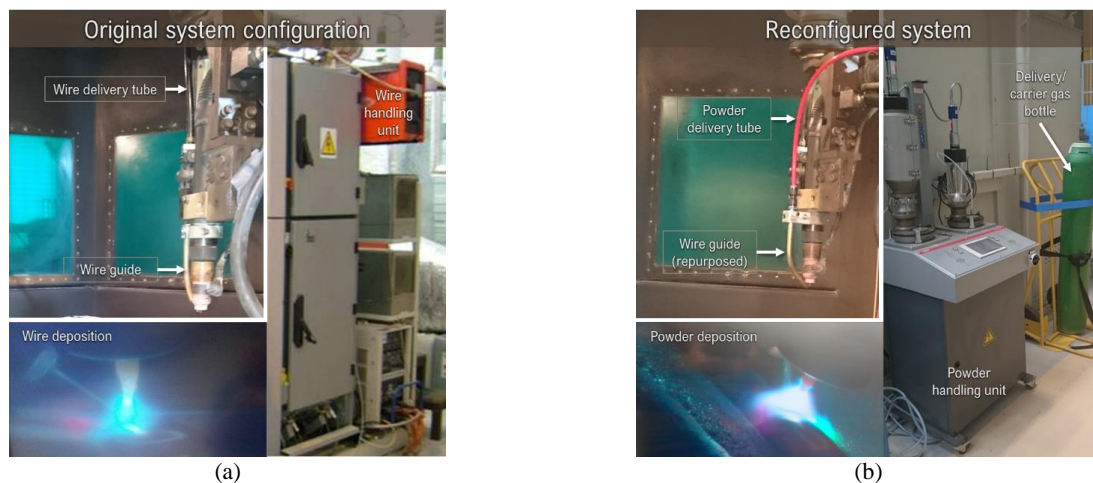 Original system configuration
Wire delivery tube
Wire
handling
unit
Wire guide
Wire deposition
(a)
Reconfigured system
Delivery/
carrier gas
bottle
Powder
delivery tube
Wire guide
(repurposed)
Powder deposition
Powder
handling unit
(b)